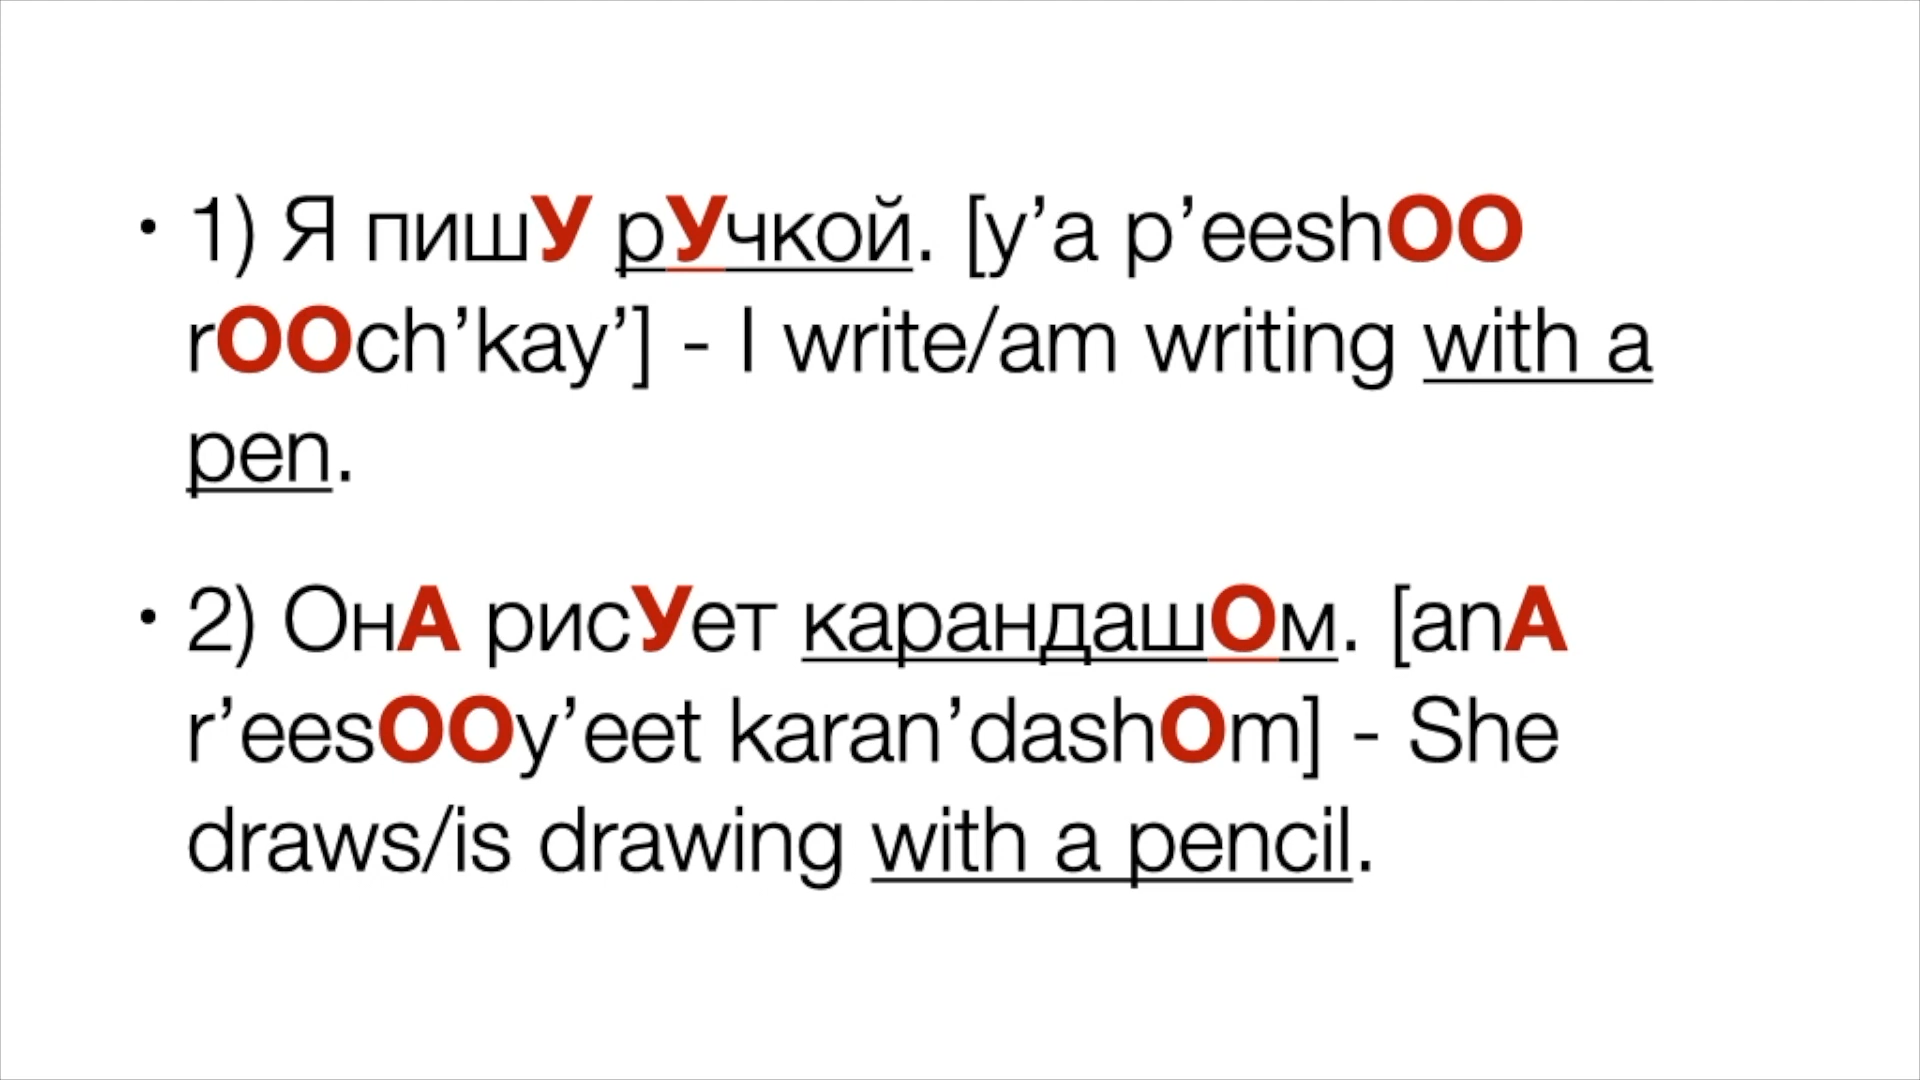 • 1) Я пишУ рУчкой. [y’a p’eeshOO
rOOch’kay’] - I write/am writing with a
pen.
• 2) ОнА рисУет карандашОм. [anA
r’eesOOy’eet karan’dashOm] - She
draws/is drawing with a pencil.